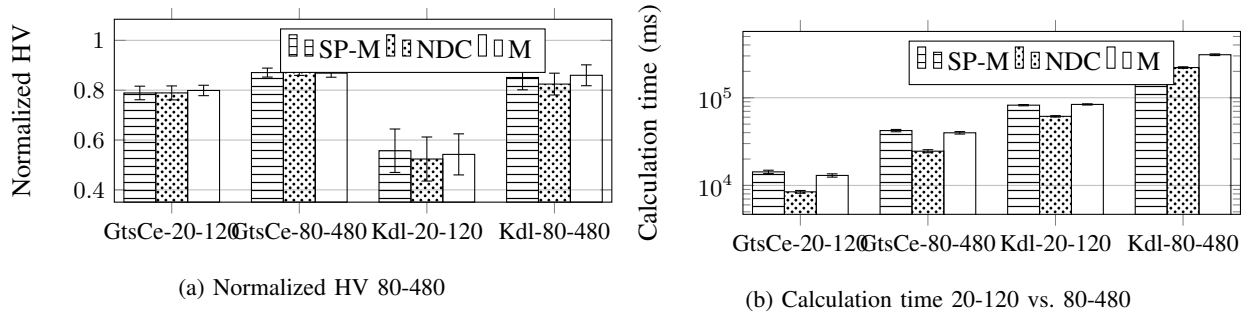 Normalized HV
1
0.8
0.6
0.4
SP-M NDC M
GtsCe-20-120 GtsCe-80-480 Kdl-20-120 Kdl-80-480
(a) Normalized HV 80-480
Calculation time (ms)
10^5
10^4
SP-M NDC M
GtsCe-20-120 GtsCe-80-480 Kdl-20-120 Kdl-80-480
(b) Calculation time 20-120 vs. 80-480